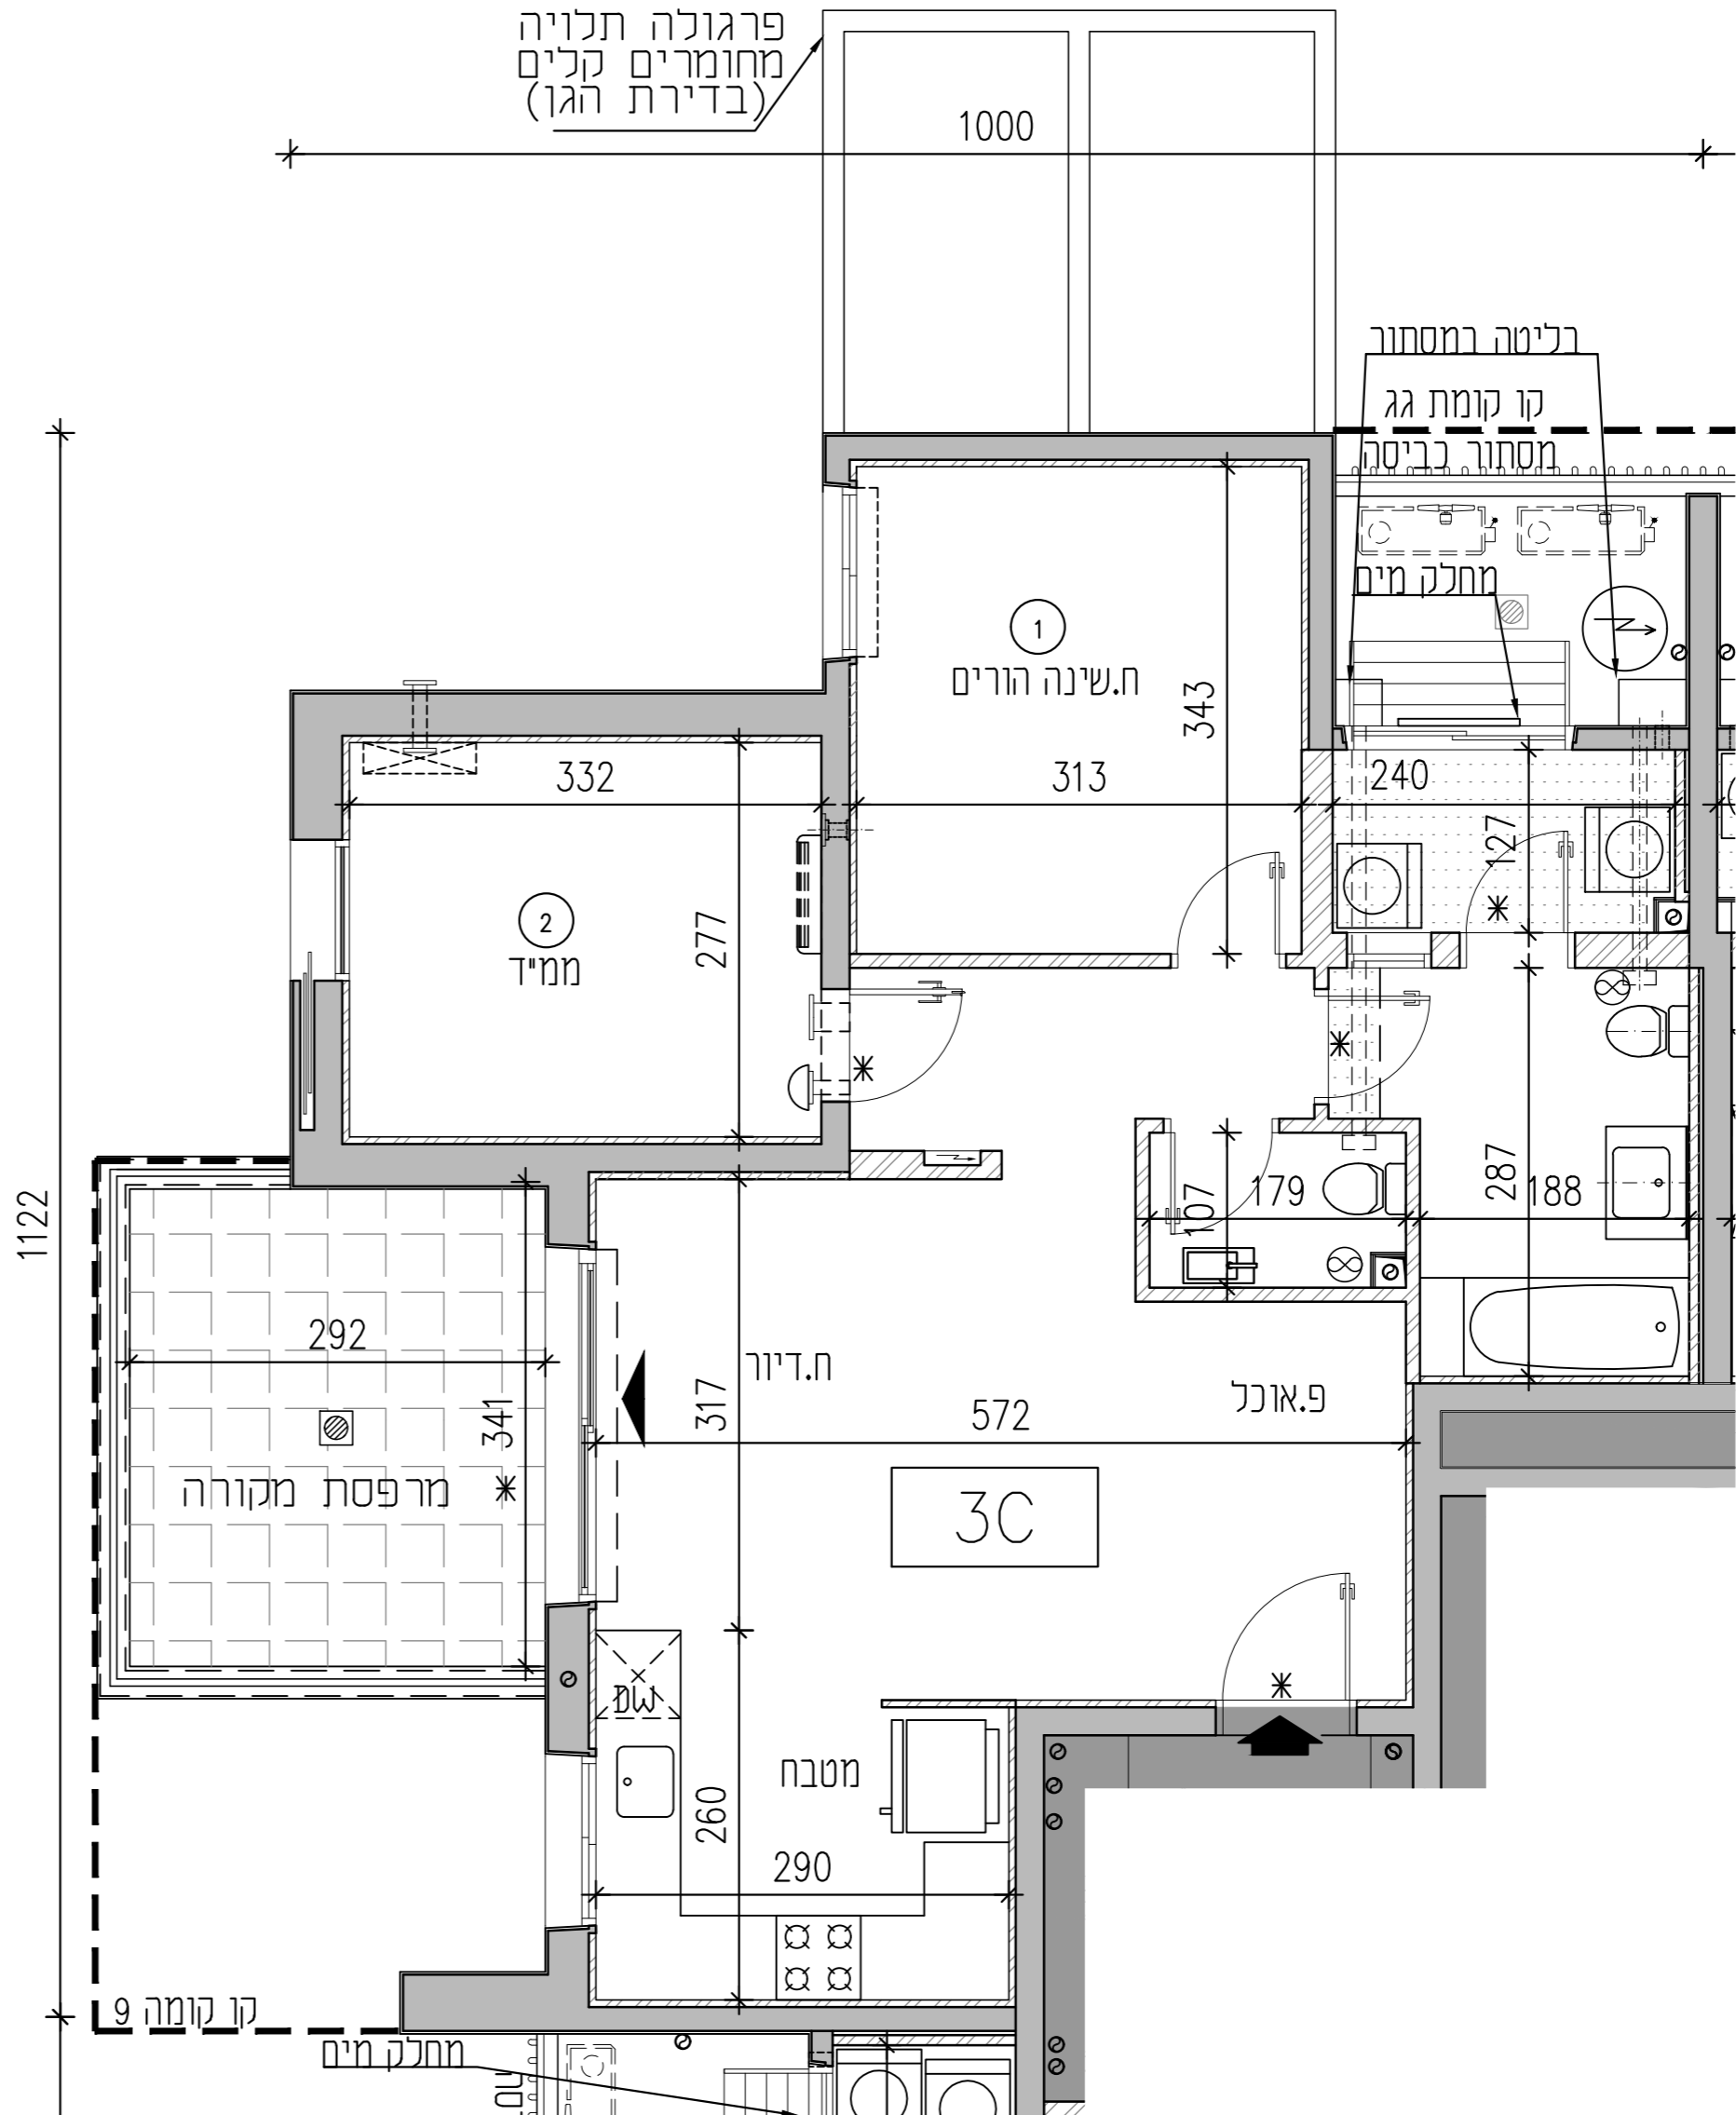 פרגולה תלויה
מחומרים קלים
(בדירת הגן)
1000
בליטה במסתור
קו קומת גג
מסתור כביסה
מחלק מים
1
ח.שינה הורים
343
332
313
240
127
2
ממ"ד
277
287
107
179
188
1122
292
341
מרפסת מקורה
ח.דיור
317
פ.אוכל
572
3C
DW
מטבח
260
290
קו קומה 9
מחלק מים